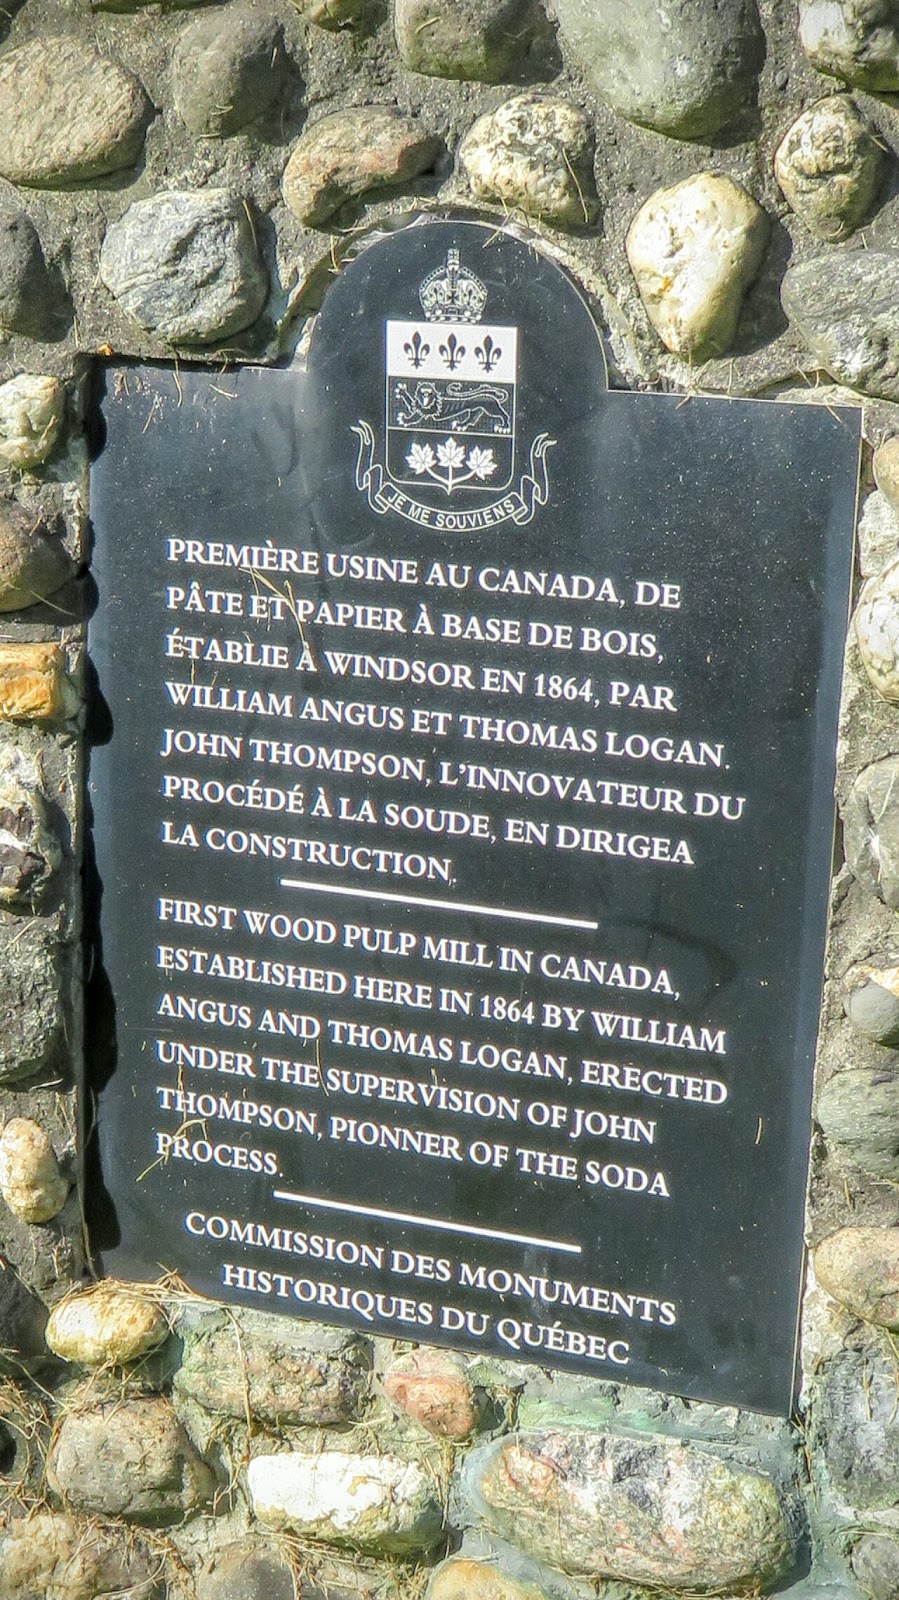 JE ME SOUVIENS
PREMIÈRE USINE AU CANADA, DE
PÂTE ET PAPIER À BASE DE BOIS,
ÉTABLIE À WINDSOR EN 1864, PAR
WILLIAM ANGUS ET THOMAS LOGAN.
JOHN THOMPSON, L'INNOVATEUR DU
PROCÉDÉ À LA SOUDE, EN DIRIGEA
LA CONSTRUCTION.
FIRST WOOD PULP MILL IN CANADA,
ESTABLISHED HERE IN 1864 BY WILLIAM
ANGUS AND THOMAS LOGAN, ERECTED
UNDER THE SUPERVISION OF JOHN
THOMPSON, PIONNER OF THE SODA
PROCESS.
COMMISSION DES MONUMENTS
HISTORIQUES DU QUÉBEC